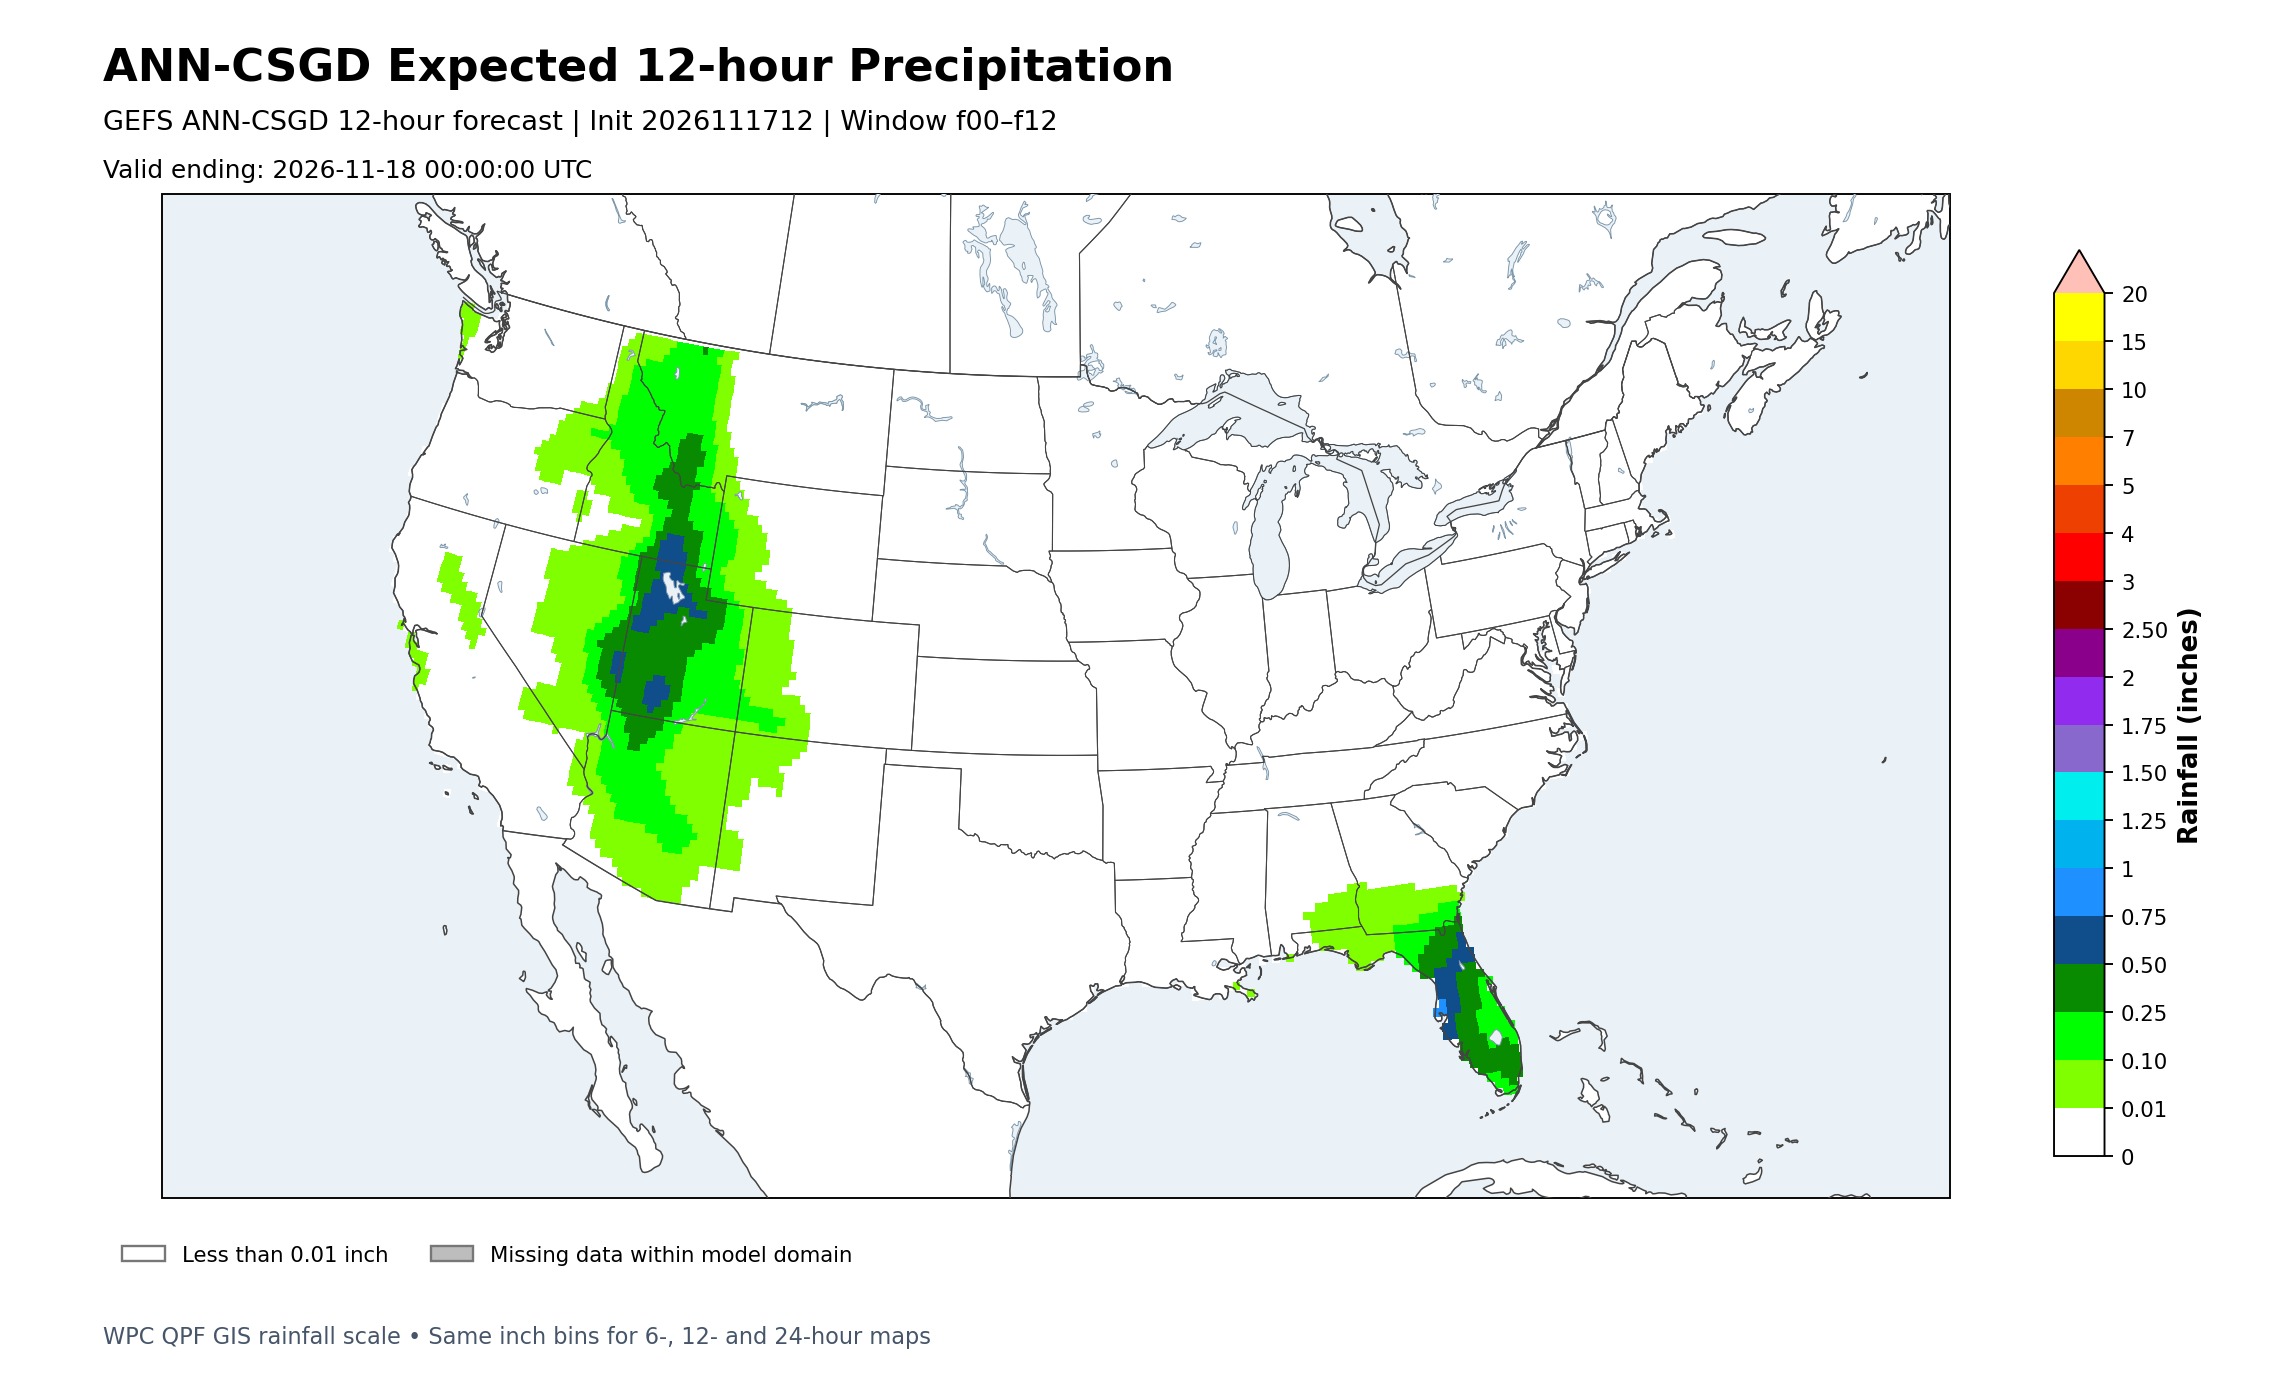 ANN-CSGD Expected 12-hour Precipitation
GEFS ANN-CSGD 12-hour forecast | Init 2026111712 | Window f00–f12
Valid ending: 2026-11-18 00:00:00 UTC
20
15
10
7
5
4
3
2.50
2
1.75
1.50
1.25
1
0.75
0.50
0.25
0.10
0.01
0
Rainfall (inches)
Less than 0.01 inch
Missing data within model domain
WPC QPF GIS rainfall scale • Same inch bins for 6-, 12- and 24-hour maps